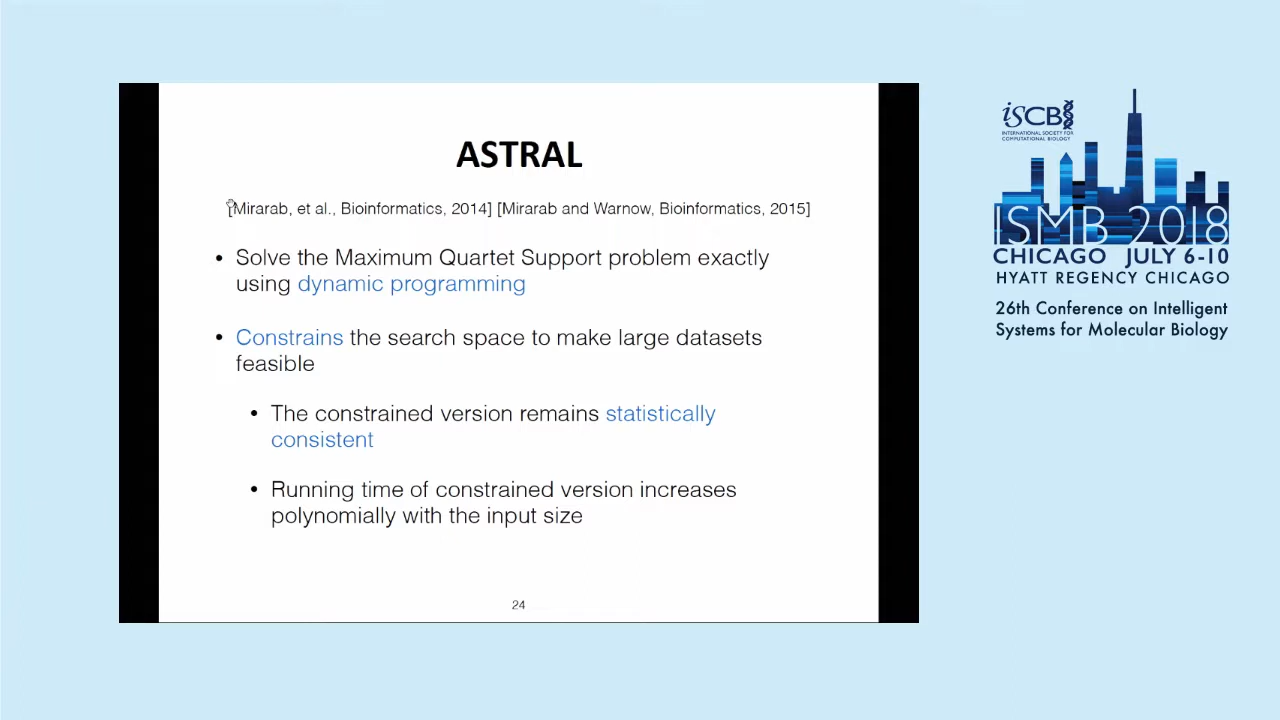 ASTRAL
[Mirarab, et al., Bioinformatics, 2014] [Mirarab and Warnow, Bioinformatics, 2015]
• Solve the Maximum Quartet Support problem exactly
using dynamic programming
• Constrains the search space to make large datasets
feasible
• The constrained version remains statistically
consistent
• Running time of constrained version increases
polynomially with the input size
24
iSCB
INTERNATIONAL SOCIETY FOR
COMPUTATIONAL BIOLOGY
ISMB 2018
CHICAGO JULY 6-10
HYATT REGENCY CHICAGO
26th Conference on Intelligent
Systems for Molecular Biology